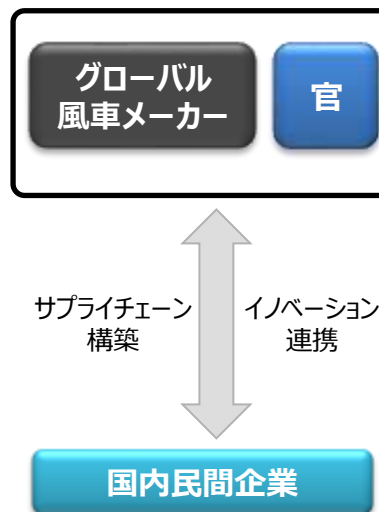 グローバル
風車メーカー
官
サプライチェーン
構築
イノベーション
連携
国内民間企業